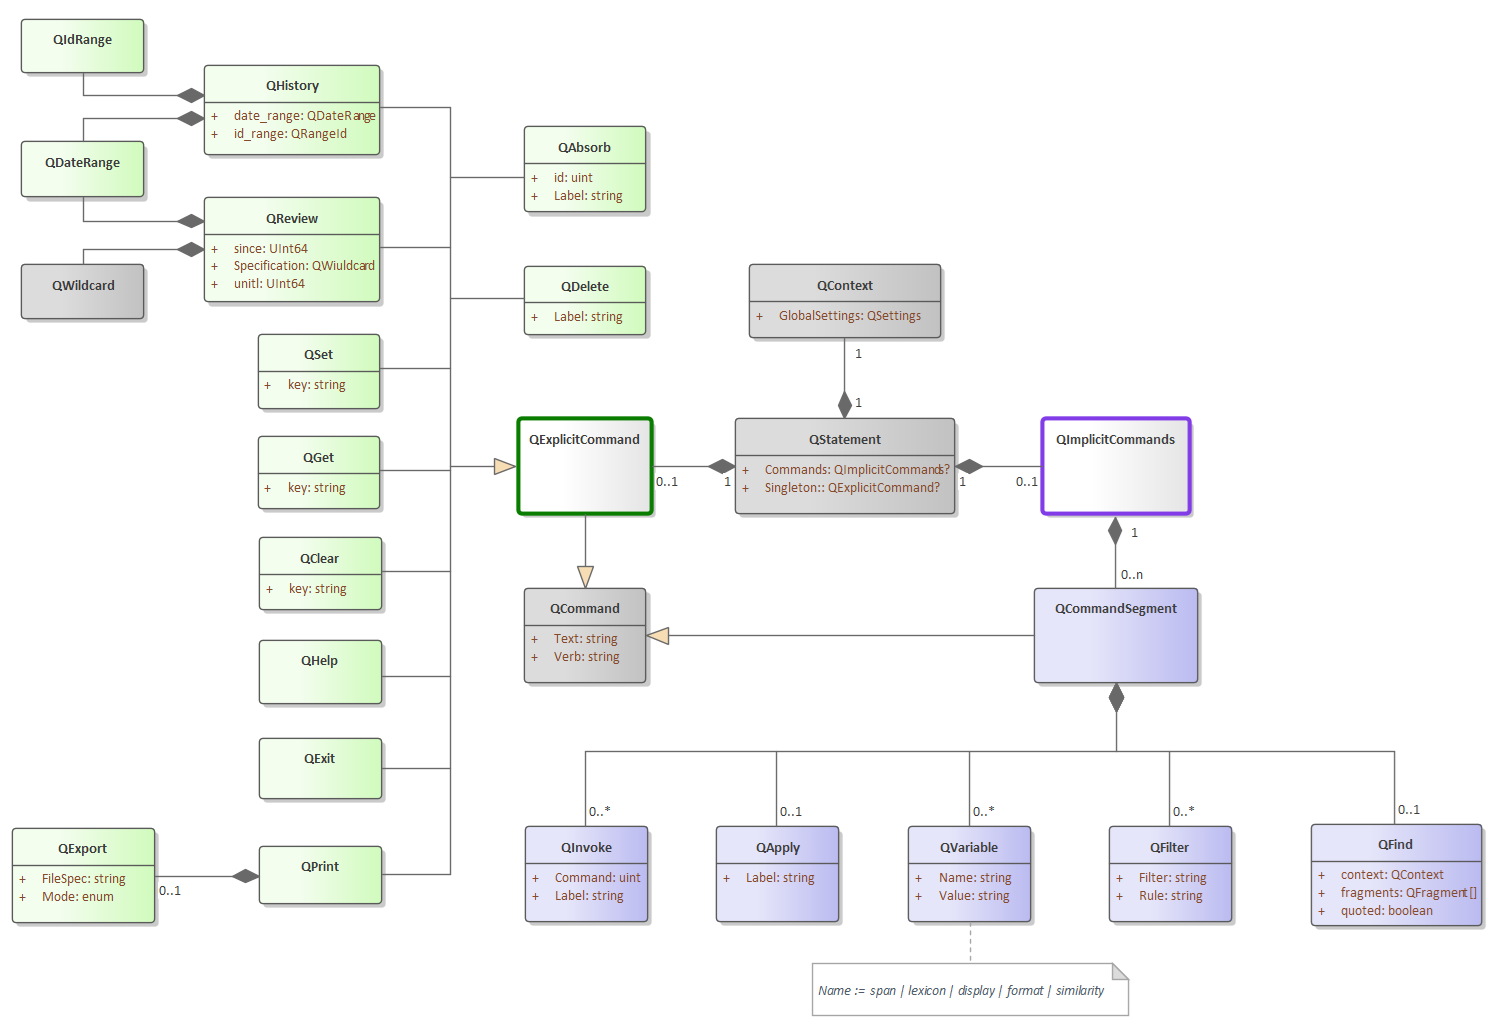 QIdRange
QHistory
+ date_range: QDateRange
+ id_range: QRangeId
QDateRange
QAbsorb
+ id: uint
+ Label: string
QReview
+ since: UInt64
+ Specification: QWiuldcard
+ unitl: UInt64
QWildcard
QDelete
+ Label: string
QContext
+ GlobalSettings: QSettings
1
1
QSet
+ key: string
QGet
+ key: string
QExplicitCommand
0..1
1
QStatement
+ Commands: QImplicitCommands?
+ Singleton:: QExplicitCommand?
1
0..1
QImplicitCommands
1
0..n
QClear
+ key: string
QCommand
+ Text: string
+ Verb: string
QCommandSegment
QHelp
QExit
QExport
+ FileSpec: string
+ Mode: enum
0..1
QPrint
0..*
0..1
0..*
0..*
0..1
QInvoke
+ Command: uint
+ Label: string
QApply
+ Label: string
QVariable
+ Name: string
+ Value: string
QFilter
+ Filter: string
+ Rule: string
QFind
+ context: QContext
+ fragments: QFragment[]
+ quoted: boolean
Name := span | lexicon | display | format | similarity